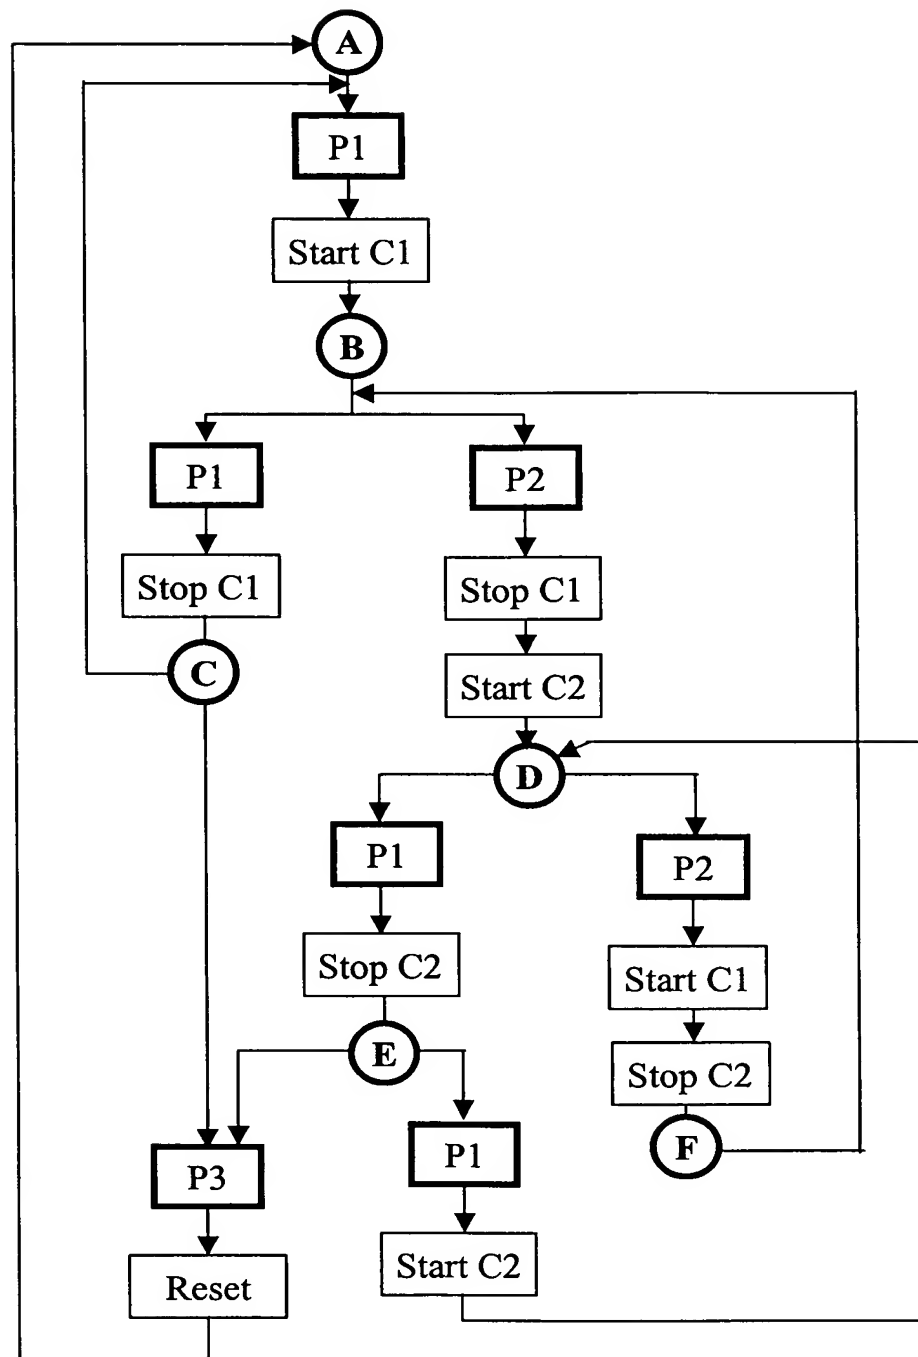 A
P1
Start C1
B
P1
P2
Stop C1
Stop C1
C
Start C2
D
P1
P2
Stop C2
Start C1
E
Stop C2
P3
P1
F
Reset
Start C2